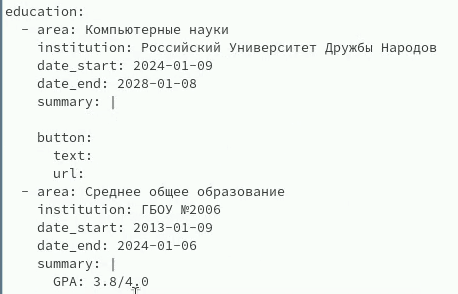 education:
  - area: Компьютерные науки
    institution: Российский Университет Дружбы Народов
    date_start: 2024-01-09
    date_end: 2028-01-08
    summary: |
    button:
      text:
      url:
  - area: Среднее общее образование
    institution: ГБОУ №2006
    date_start: 2013-01-09
    date_end: 2024-01-06
    summary: |
      GPA: 3.8/4.0